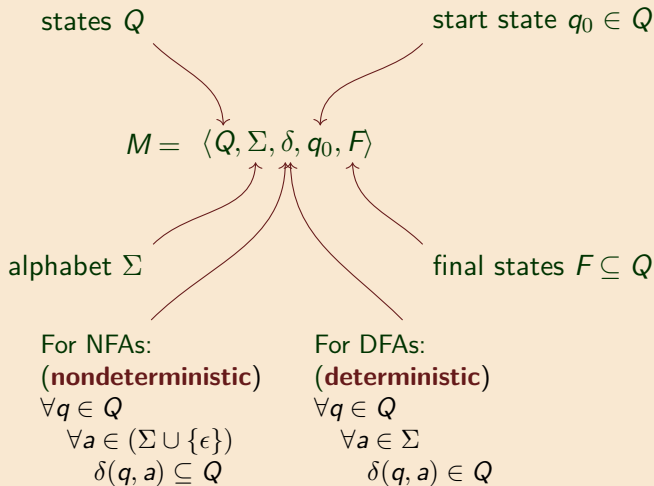 states Q
start state q₀ ∈ Q
M = ⟨Q, Σ, δ, q₀, F⟩
alphabet Σ
final states F ⊆ Q
For NFAs:
(nondeterministic)
∀q ∈ Q
∀a ∈ (Σ ∪ {ϵ})
δ(q, a) ⊆ Q
For DFAs:
(deterministic)
∀q ∈ Q
∀a ∈ Σ
δ(q, a) ∈ Q